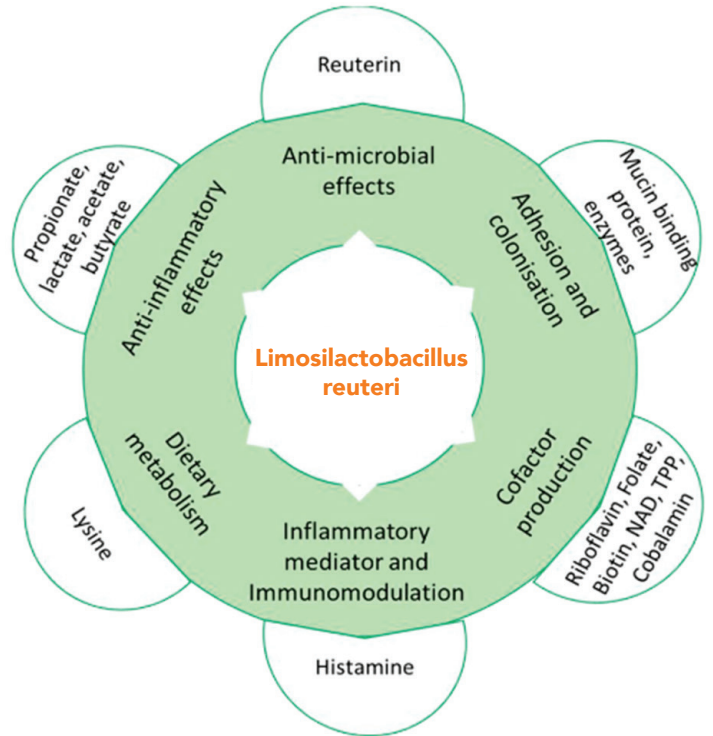 Reuterin
Anti-microbial
effects
Mucin binding
protein,
enzymes
Adhesion and
colonisation
Riboflavin, Folate,
Biotin, NAD, TPP,
Cobalamin
Cofactor
production
Inflammatory
mediator and
Immunomodulation
Histamine
Dietary
metabolism
Lysine
Anti-inflammatory
effects
Propionate,
lactate, acetate,
butyrate
Limosilactobacillus
reuteri